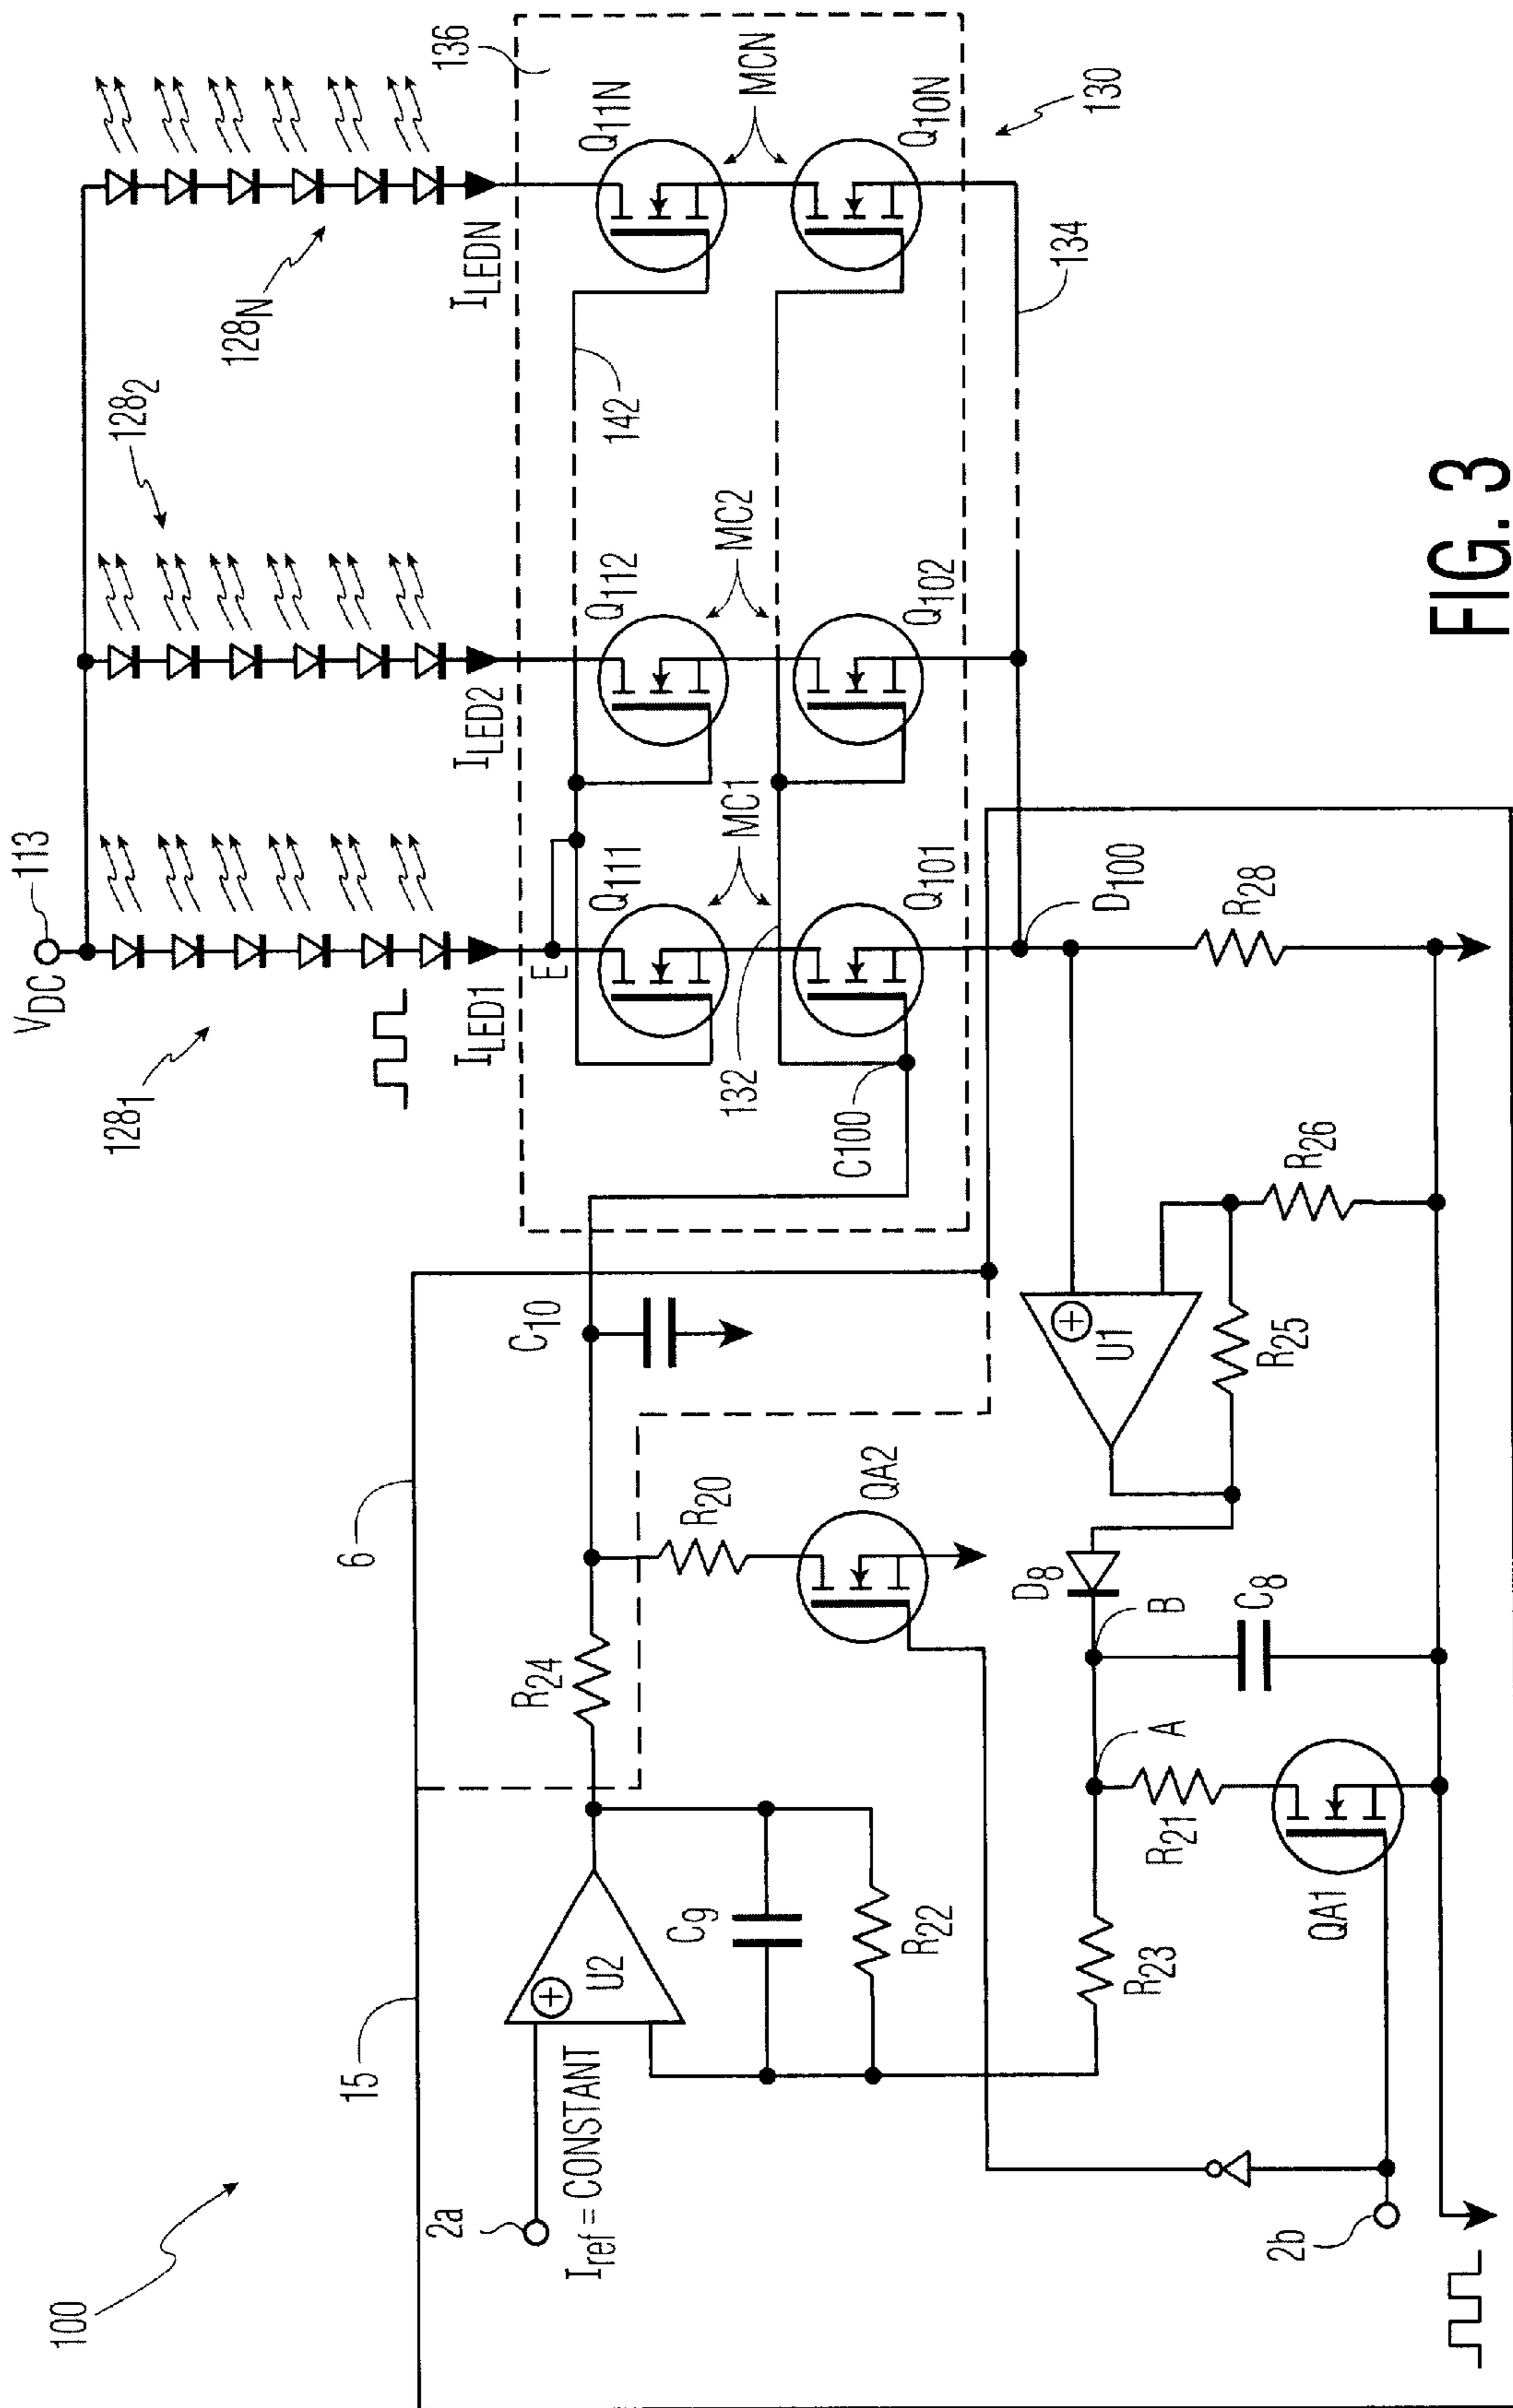 100
V_DC
113
128_1
128_2
128_N
I_LED1
I_LED2
I_LEDN
136
E
Q_111
Q_112
Q_11N
142
MC1
MC2
MCN
132
Q_101
Q_102
Q_10N
C100
130
134
D_100
R_28
6
15
C_10
R_24
R_20
QA2
+
U2
2a
I_ref = CONSTANT
C_9
R_22
R_23
+
U1
R_25
R_26
D_8
B
A
C_8
R_21
QA1
2b
FIG. 3